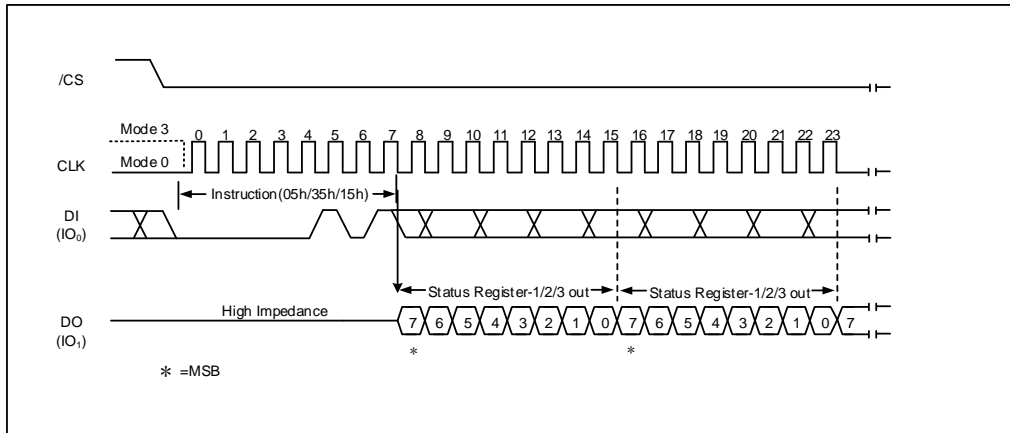 /CS
Mode 3
0 1 2 3 4 5 6 7 8 9 10 11 12 13 14 15 16 17 18 19 20 21 22 23
CLK
Mode 0
Instruction(05h/35h/15h)
DI
(IO₀)
Status Register-1/2/3 out
Status Register-1/2/3 out
High Impedance
DO
(IO₁)
7 6 5 4 3 2 1 0 7 6 5 4 3 2 1 0 7
* *
* =MSB